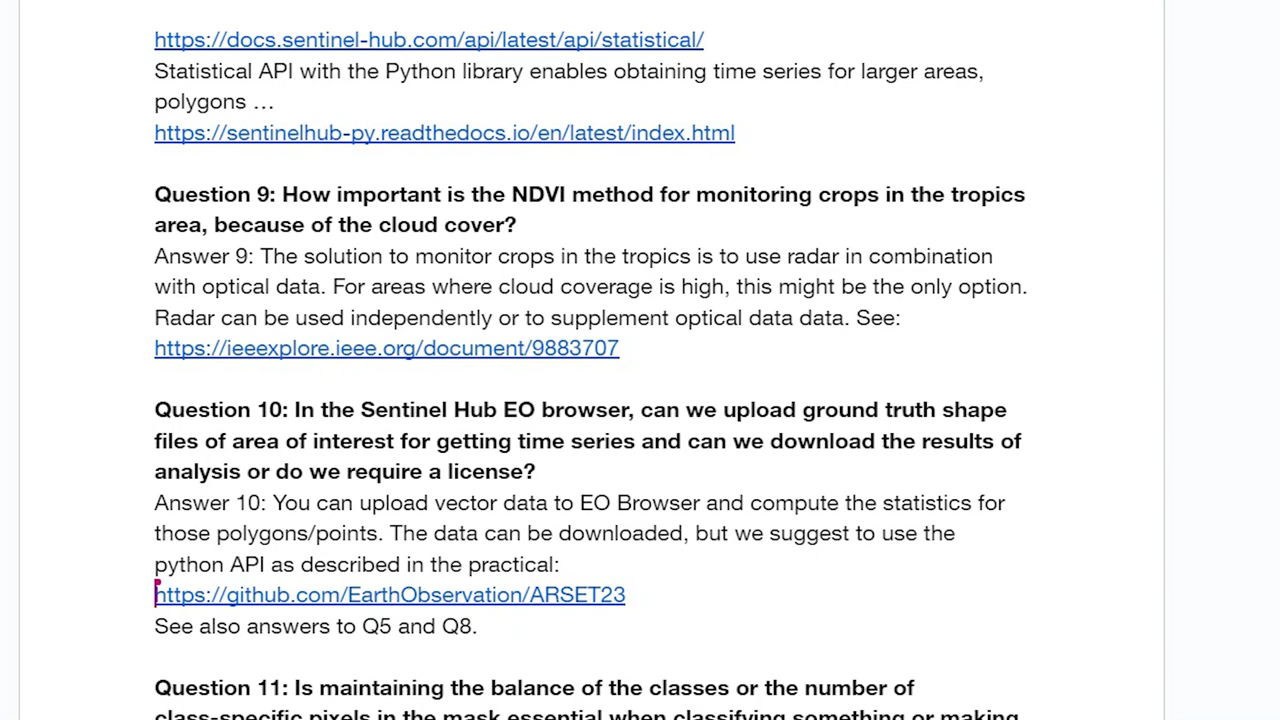 https://docs.sentinel-hub.com/api/latest/api/statistical/
Statistical API with the Python library enables obtaining time series for larger areas,
polygons …
https://sentinelhub-py.readthedocs.io/en/latest/index.html
Question 9: How important is the NDVI method for monitoring crops in the tropics
area, because of the cloud cover?
Answer 9: The solution to monitor crops in the tropics is to use radar in combination
with optical data. For areas where cloud coverage is high, this might be the only option.
Radar can be used independently or to supplement optical data data. See:
https://ieeexplore.ieee.org/document/9883707
Question 10: In the Sentinel Hub EO browser, can we upload ground truth shape
files of area of interest for getting time series and can we download the results of
analysis or do we require a license?
Answer 10: You can upload vector data to EO Browser and compute the statistics for
those polygons/points. The data can be downloaded, but we suggest to use the
python API as described in the practical:
https://github.com/EarthObservation/ARSET23
See also answers to Q5 and Q8.
Question 11: Is maintaining the balance of the classes or the number of
class-specific pixels in the mask essential when classifying something or making